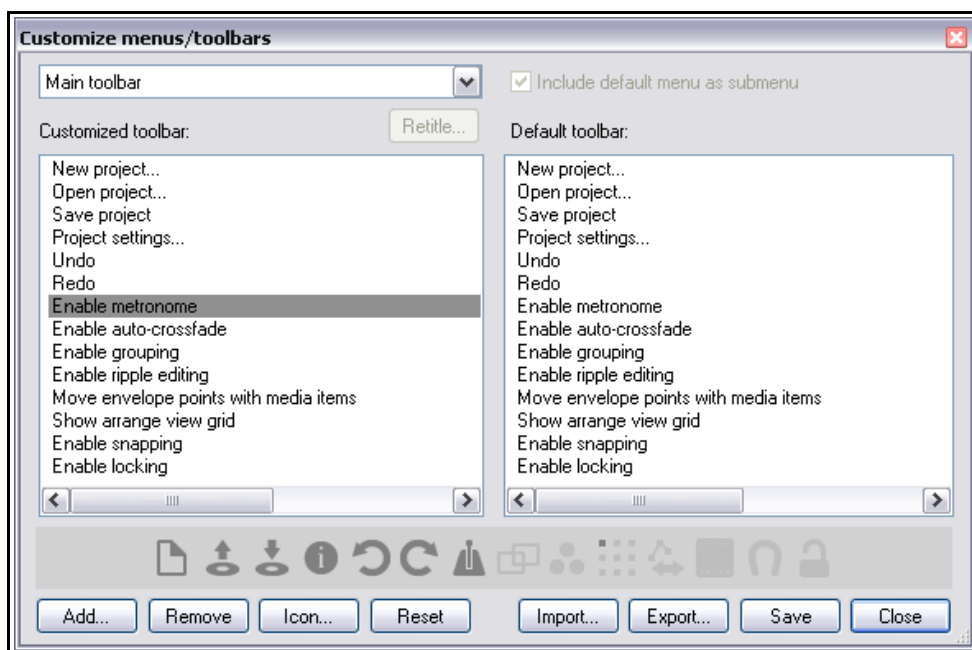 Customize menus/toolbars
Main toolbar
Include default menu as submenu
Customized toolbar:
Retitle...
Default toolbar:
New project...
Open project...
Save project
Project settings...
Undo
Redo
Enable metronome
Enable auto-crossfade
Enable grouping
Enable ripple editing
Move envelope points with media items
Show arrange view grid
Enable snapping
Enable locking
New project...
Open project...
Save project
Project settings...
Undo
Redo
Enable metronome
Enable auto-crossfade
Enable grouping
Enable ripple editing
Move envelope points with media items
Show arrange view grid
Enable snapping
Enable locking
Add... Remove Icon... Reset Import... Export... Save Close